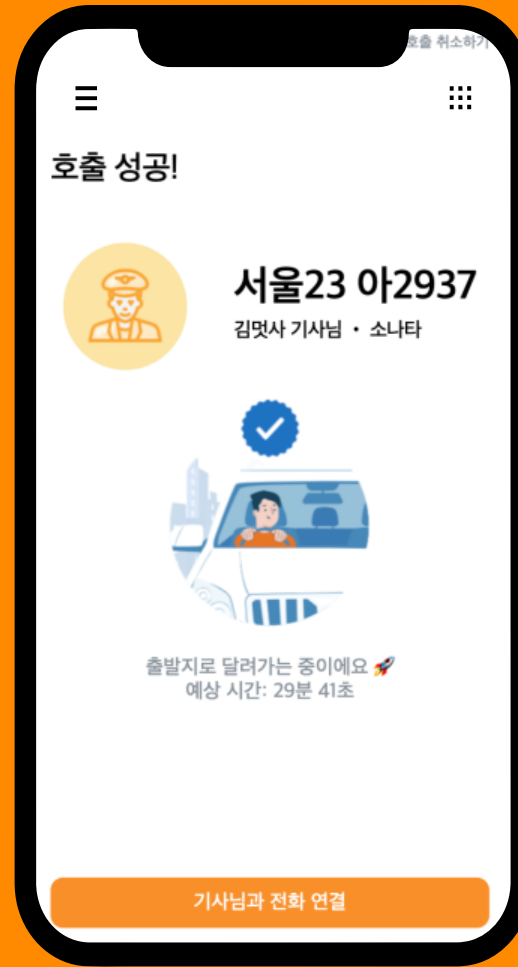 호출 취소하기
호출 성공!
서울23 아2937
김멋사 기사님 • 소나타
출발지로 달려가는 중이에요 🚀
예상 시간: 29분 41초
기사님과 전화 연결